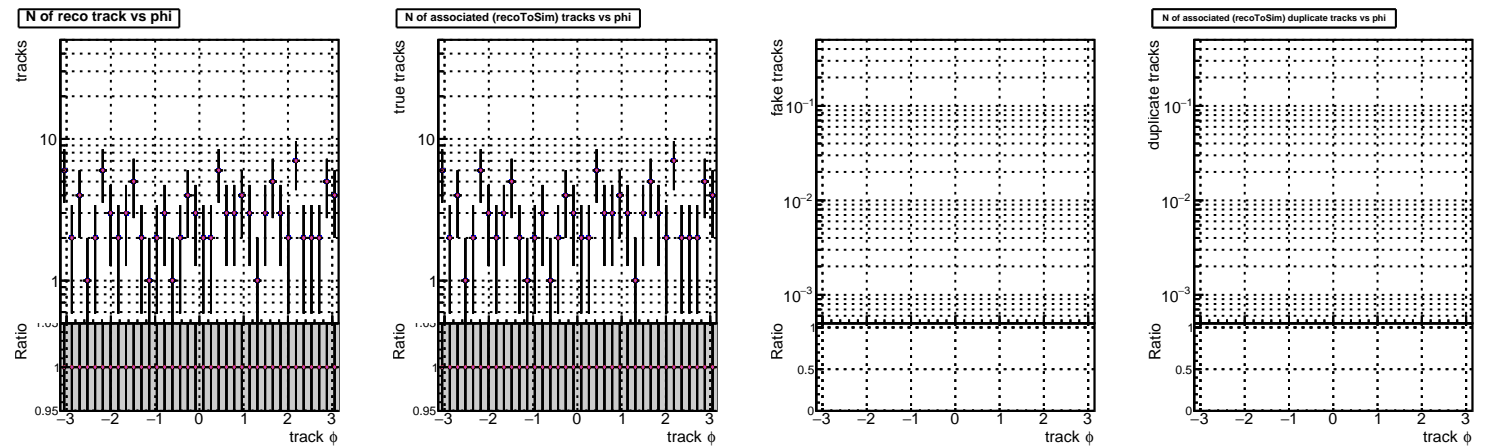 N of reco track vs phi
tracks
10
1
Ratio
1.05
1
0.95
−3 −2 −1 0 1 2 3
track ϕ
N of associated (recoToSim) tracks vs phi
true tracks
10
1
Ratio
1.05
1
0.95
−3 −2 −1 0 1 2 3
track ϕ
fake tracks
10−1
10−2
10−3
Ratio
1
0.5
0
−3 −2 −1 0 1 2 3
track ϕ
N of associated (recoToSim) duplicate tracks vs phi
duplicate tracks
10−1
10−2
10−3
Ratio
1
0.5
0
−3 −2 −1 0 1 2 3
track ϕ